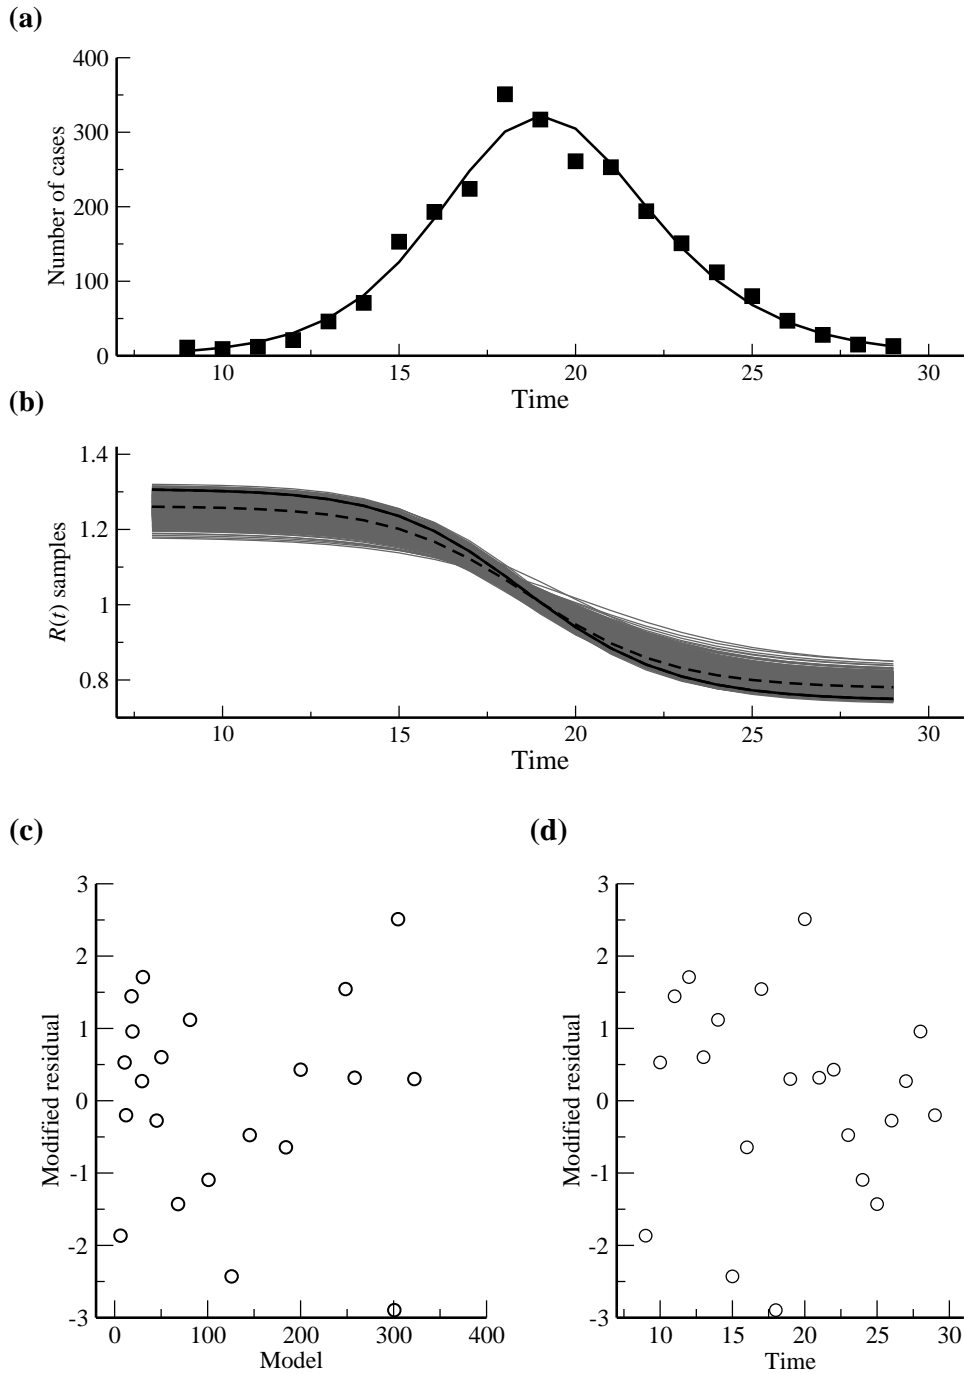 (a)
400
300
200
100
0
Number of cases
10 15 20 25 30
Time
(b)
1.4
1.2
1
0.8
R(t) samples
10 15 20 25 30
Time
(c)
3
2
1
0
-1
-2
-3
Modified residual
0 100 200 300 400
Model
(d)
3
2
1
0
-1
-2
-3
Modified residual
10 15 20 25 30
Time